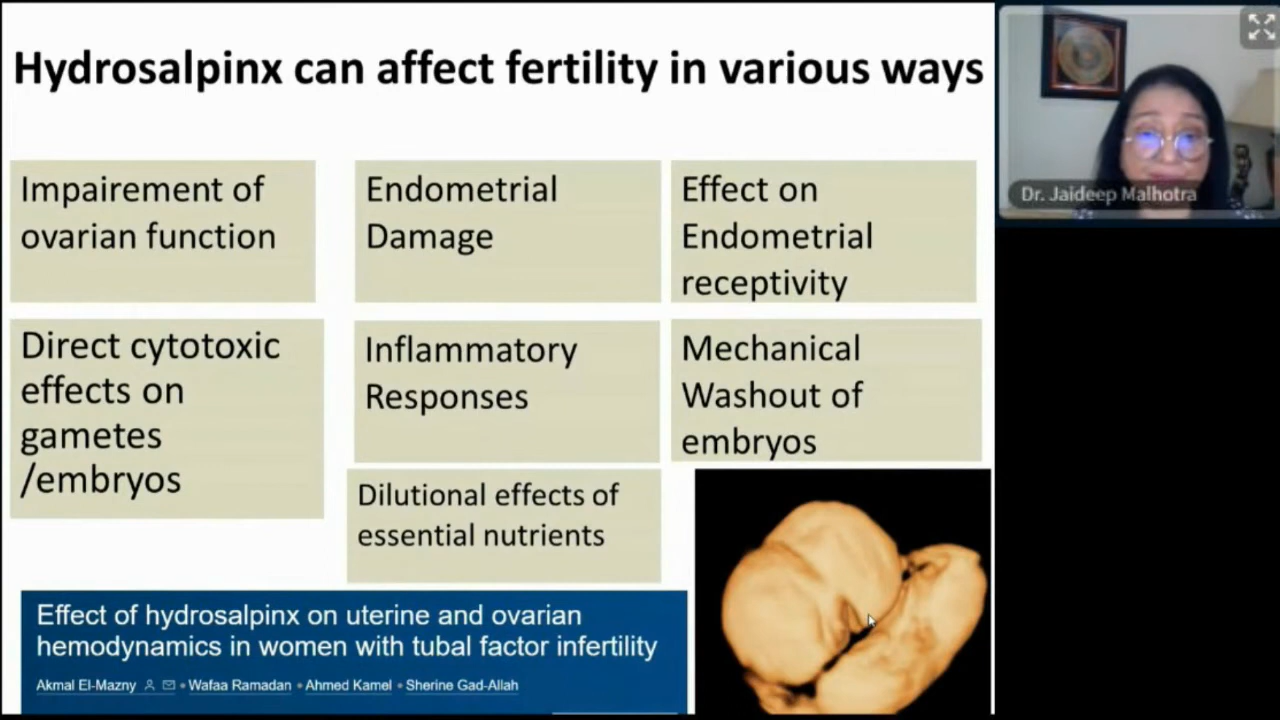 Hydrosalpinx can affect fertility in various ways
Impairement of
ovarian function
Endometrial
Damage
Effect on
Endometrial
receptivity
Direct cytotoxic
effects on
gametes
/embryos
Inflammatory
Responses
Mechanical
Washout of
embryos
Dilutional effects of
essential nutrients
Effect of hydrosalpinx on uterine and ovarian
hemodynamics in women with tubal factor infertility
Akmal El-Mazny • Wafaa Ramadan • Ahmed Kamel • Sherine Gad-Allah
Dr. Jaideep Malhotra